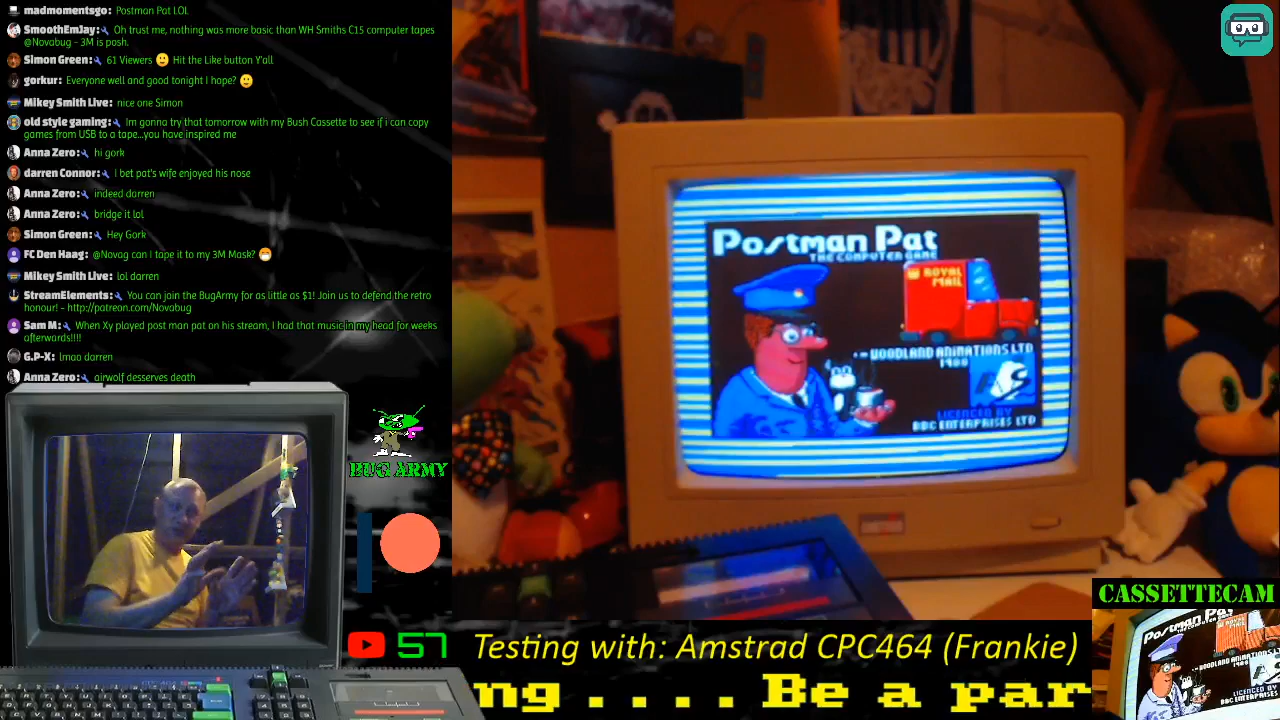 madmomentsgo: Postman Pat LOL
SmoothEmJay: Oh trust me, nothing was more basic than WH Smiths C15 computer tapes
@Novabug - 3M is posh.
Simon Green: 61 Viewers 🙂 Hit the Like button Y'all
gorkur: Everyone well and good tonight I hope? 🙂
Mikey Smith Live: nice one Simon
old style gaming: Im gonna try that tomorrow with my Bush Cassette to see if i can copy
games from USB to a tape...you have inspired me
Anna Zero: hi gork
darren Connor: I bet pat's wife enjoyed his nose
Anna Zero: indeed darren
Anna Zero: bridge it lol
Simon Green: Hey Gork
FC Den Haag: @Novag can I tape it to my 3M Mask? 😁
Mikey Smith Live: lol darren
StreamElements: You can join the BugArmy for as little as $1! Join us to defend the retro
honour! - http://patreon.com/Novabug
Sam M: When Xy played post man pat on his stream, I had that music in my head for weeks
afterwards!!!!
G.P-X: lmao darren
Anna Zero: airwolf deserves death
BUG ARMY
Postman Pat
THE COMPUTER GAME
ROYAL
MAIL
WOODLAND ANIMATIONS LTD
1988
LICENCED BY
BBC ENTERPRISES LTD
CASSETTECAM
Postman Pat
WOODLAND ANIMATIONS LTD
LICENCED BY
57
Testing with: Amstrad CPC464 (Frankie)
ng . . . . Be a par